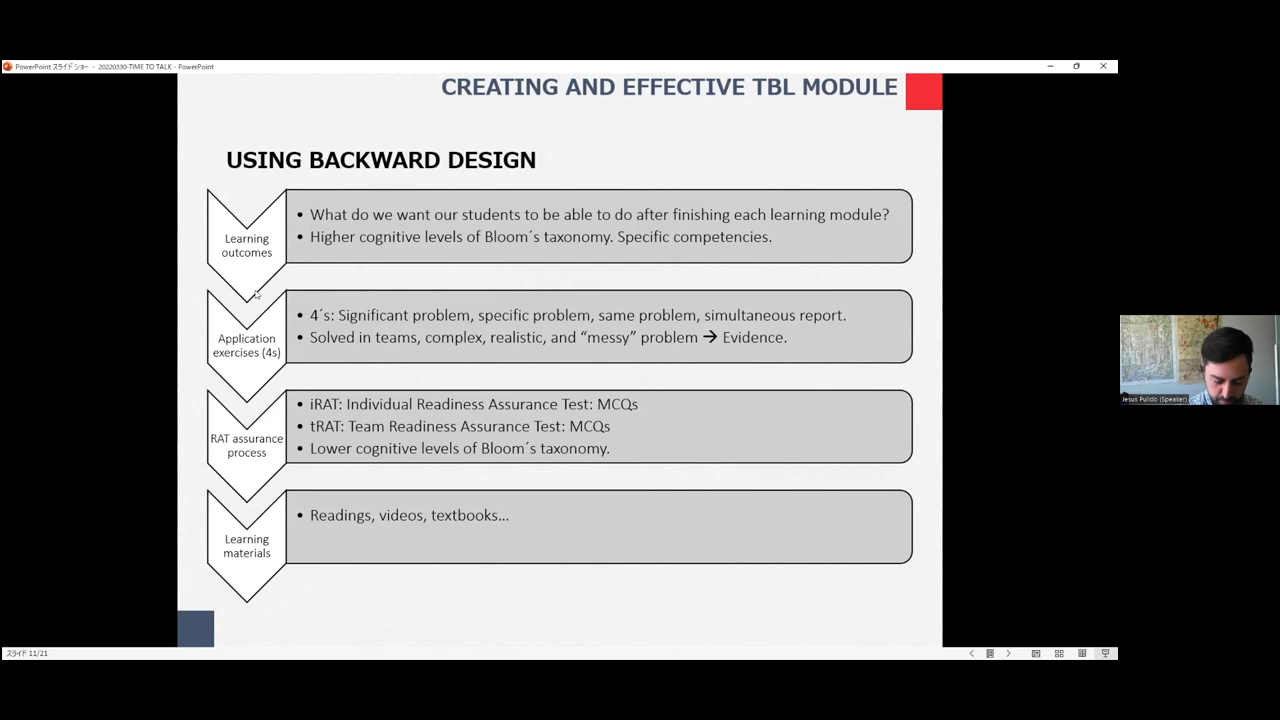 PowerPoint スライド ショー - 20220330-TIME TO TALK - PowerPoint
CREATING AND EFFECTIVE TBL MODULE
USING BACKWARD DESIGN
Learning
outcomes
• What do we want our students to be able to do after finishing each learning module?
• Higher cognitive levels of Bloom´s taxonomy. Specific competencies.
Application
exercises (4s)
• 4´s: Significant problem, specific problem, same problem, simultaneous report.
• Solved in teams, complex, realistic, and “messy” problem → Evidence.
RAT assurance
process
• iRAT: Individual Readiness Assurance Test: MCQs
• tRAT: Team Readiness Assurance Test: MCQs
• Lower cognitive levels of Bloom´s taxonomy.
Learning
materials
• Readings, videos, textbooks…
Jesus Pulido (Speaker)
スライド 11/21